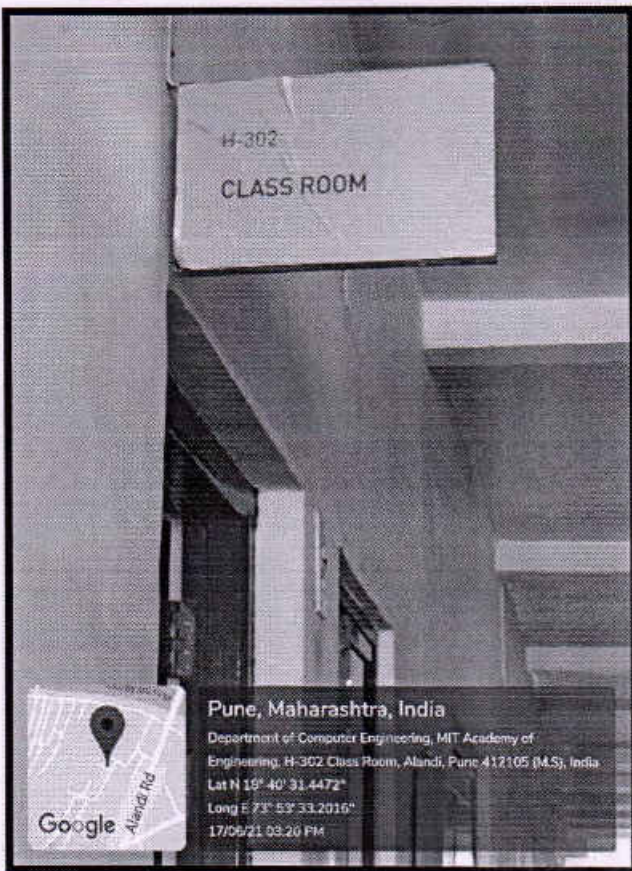 H-302
CLASS ROOM
Pune, Maharashtra, India
Department of Computer Engineering, MIT Academy of
Engineering, H-302 Class Room, Alandi, Pune 412105 (M.S), India
Lat N 18° 40' 31.4472"
Long E 73° 53' 33.2016"
17/06/21 03:20 PM
Google
Alandi Rd